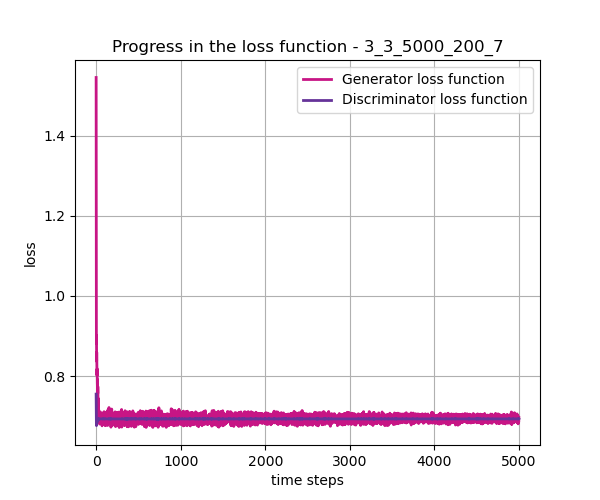 Progress in the loss function - 3_3_5000_200_7
Generator loss function
Discriminator loss function
1.4
1.2
1.0
0.8
loss
0 1000 2000 3000 4000 5000
time steps